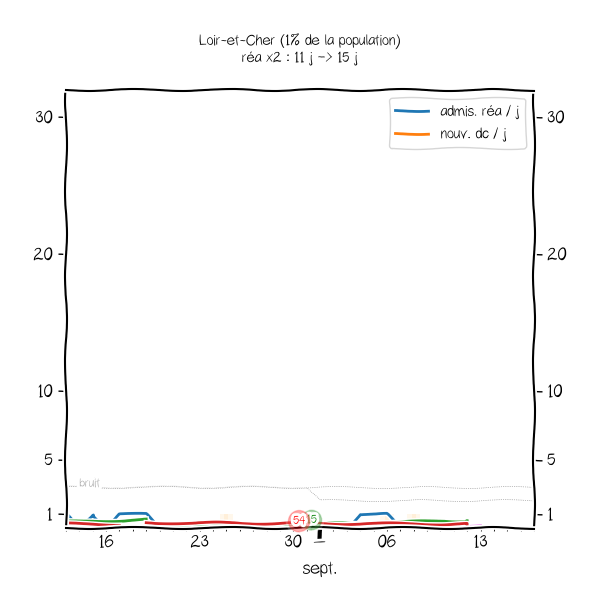 Loir-et-Cher (1% de la population)
réa x2 : 11 j -> 15 j
admis. réa / j
nouv. dc / j
30
30
20
20
10
10
5
5
bruit
1
1
54
16
23
30
06
13
sept.